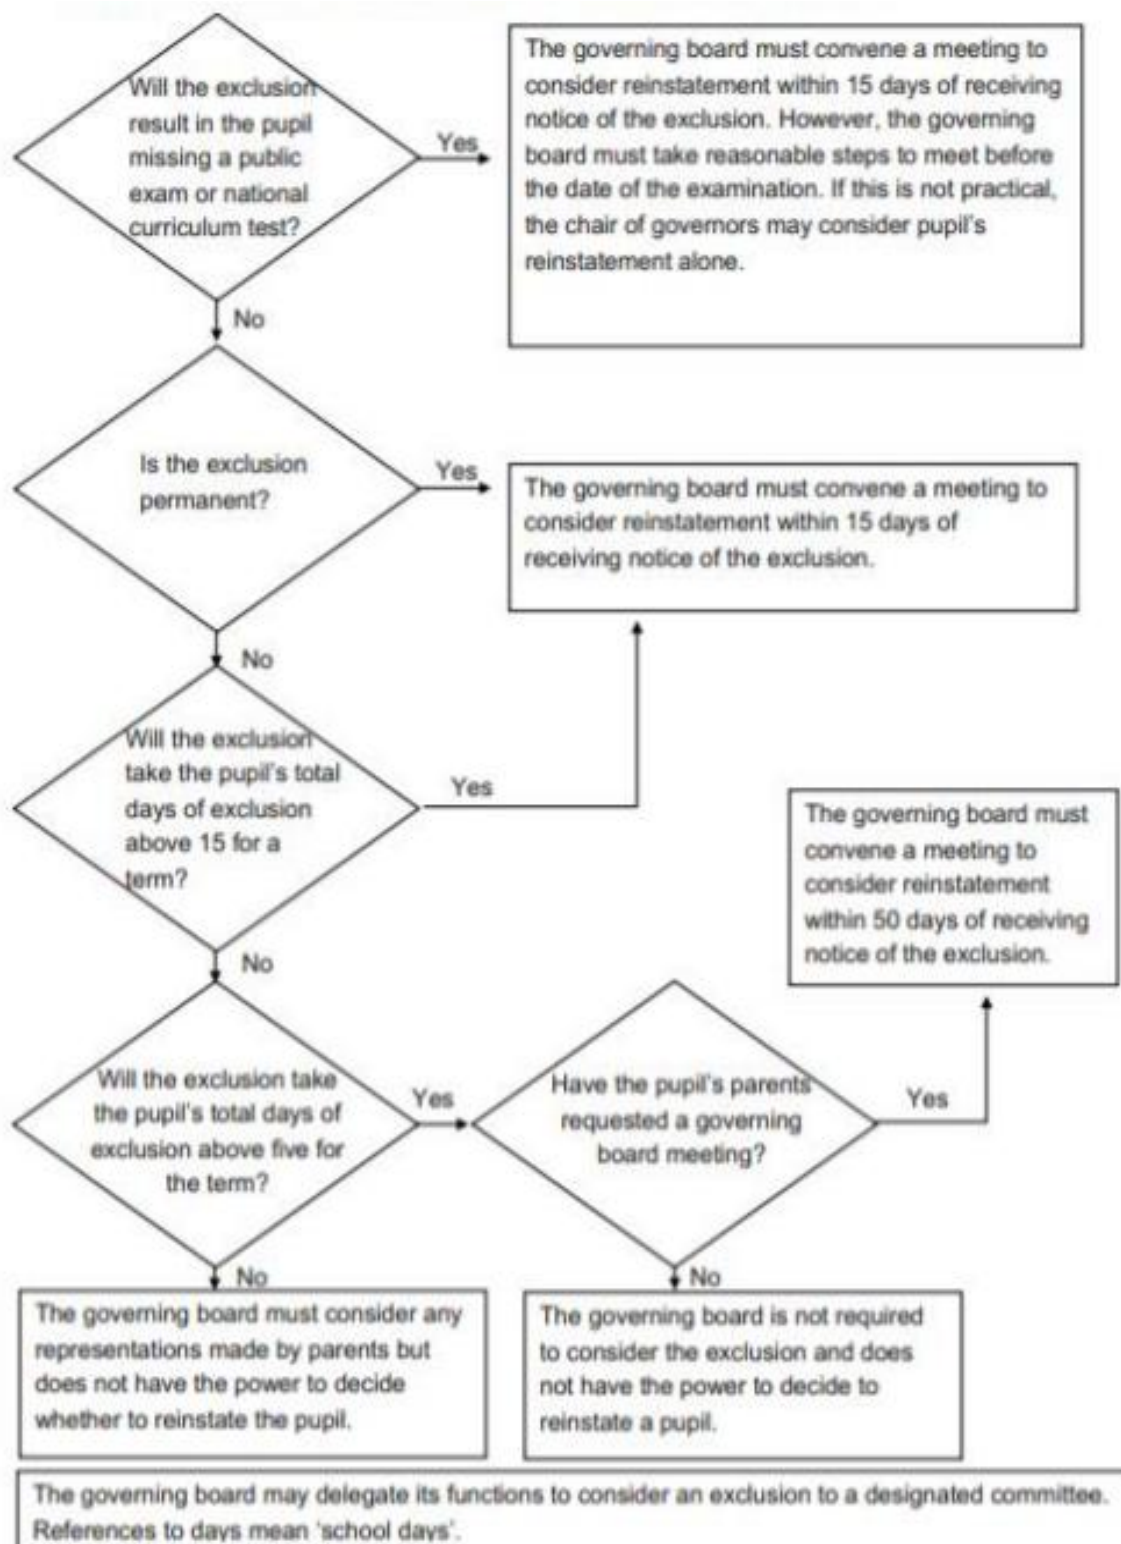 Will the exclusion
result in the pupil
missing a public
exam or national
curriculum test?
Yes
The governing board must convene a meeting to
consider reinstatement within 15 days of receiving
notice of the exclusion. However, the governing
board must take reasonable steps to meet before
the date of the examination. If this is not practical,
the chair of governors may consider pupil's
reinstatement alone.
No
Is the exclusion
permanent?
Yes
The governing board must convene a meeting to
consider reinstatement within 15 days of
receiving notice of the exclusion.
No
Will the exclusion
take the pupil's total
days of exclusion
above 15 for a
term?
Yes
The governing board must
convene a meeting to
consider reinstatement
within 50 days of receiving
notice of the exclusion.
No
Will the exclusion take
the pupil's total days of
exclusion above five for
the term?
Yes
Have the pupil's parents
requested a governing
board meeting?
Yes
No
The governing board must consider any
representations made by parents but
does not have the power to decide
whether to reinstate the pupil.
No
The governing board is not required
to consider the exclusion and does
not have the power to decide to
reinstate a pupil.
The governing board may delegate its functions to consider an exclusion to a designated committee.
References to days mean 'school days'.